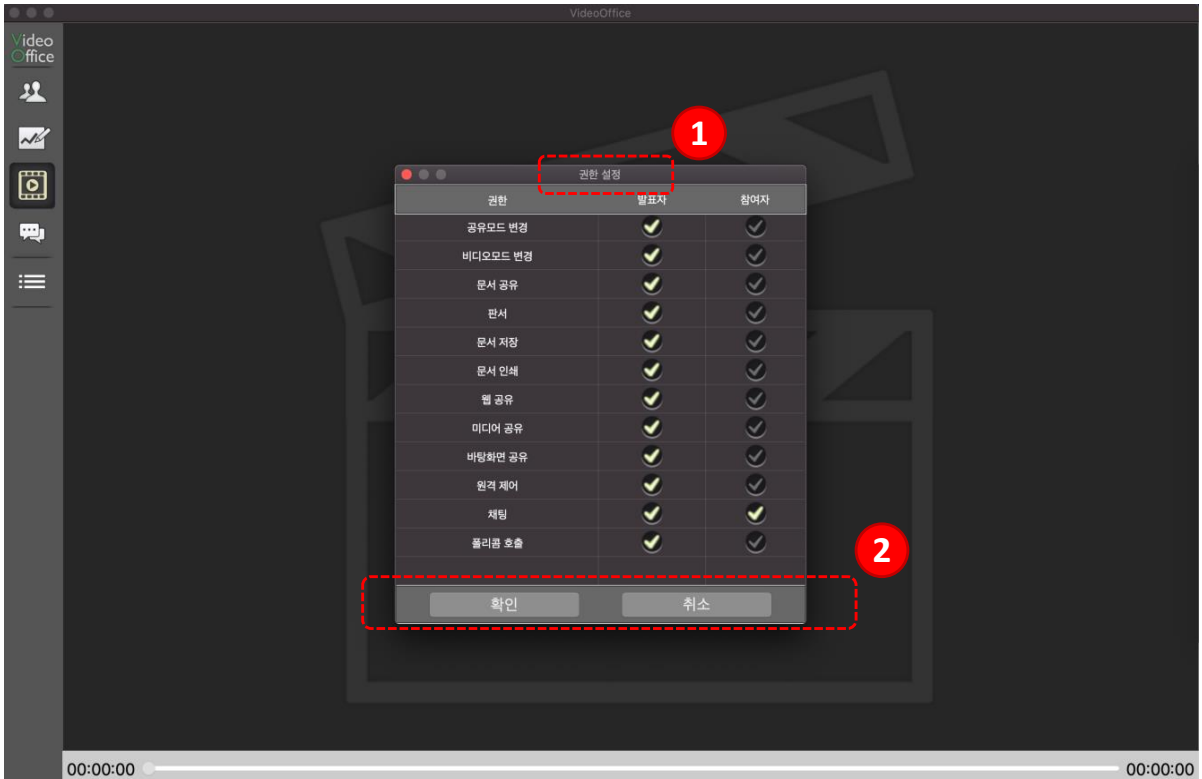 VideoOffice
Video
Office
1
권한 설정
권한 발표자 참여자
공유모드 변경
비디오모드 변경
문서 공유
판서
문서 저장
문서 인쇄
웹 공유
미디어 공유
바탕화면 공유
원격 제어
채팅
폴리콤 호출
2
확인 취소
00:00:00 00:00:00